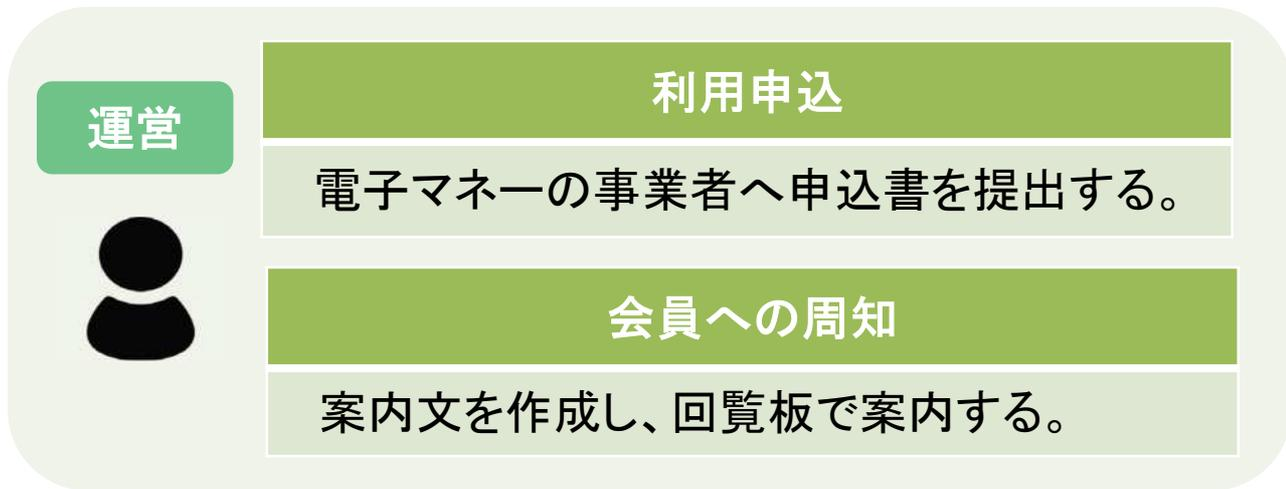 運営
利用申込
電子マネーの事業者へ申込書を提出する。
会員への周知
案内文を作成し、回覧板で案内する。